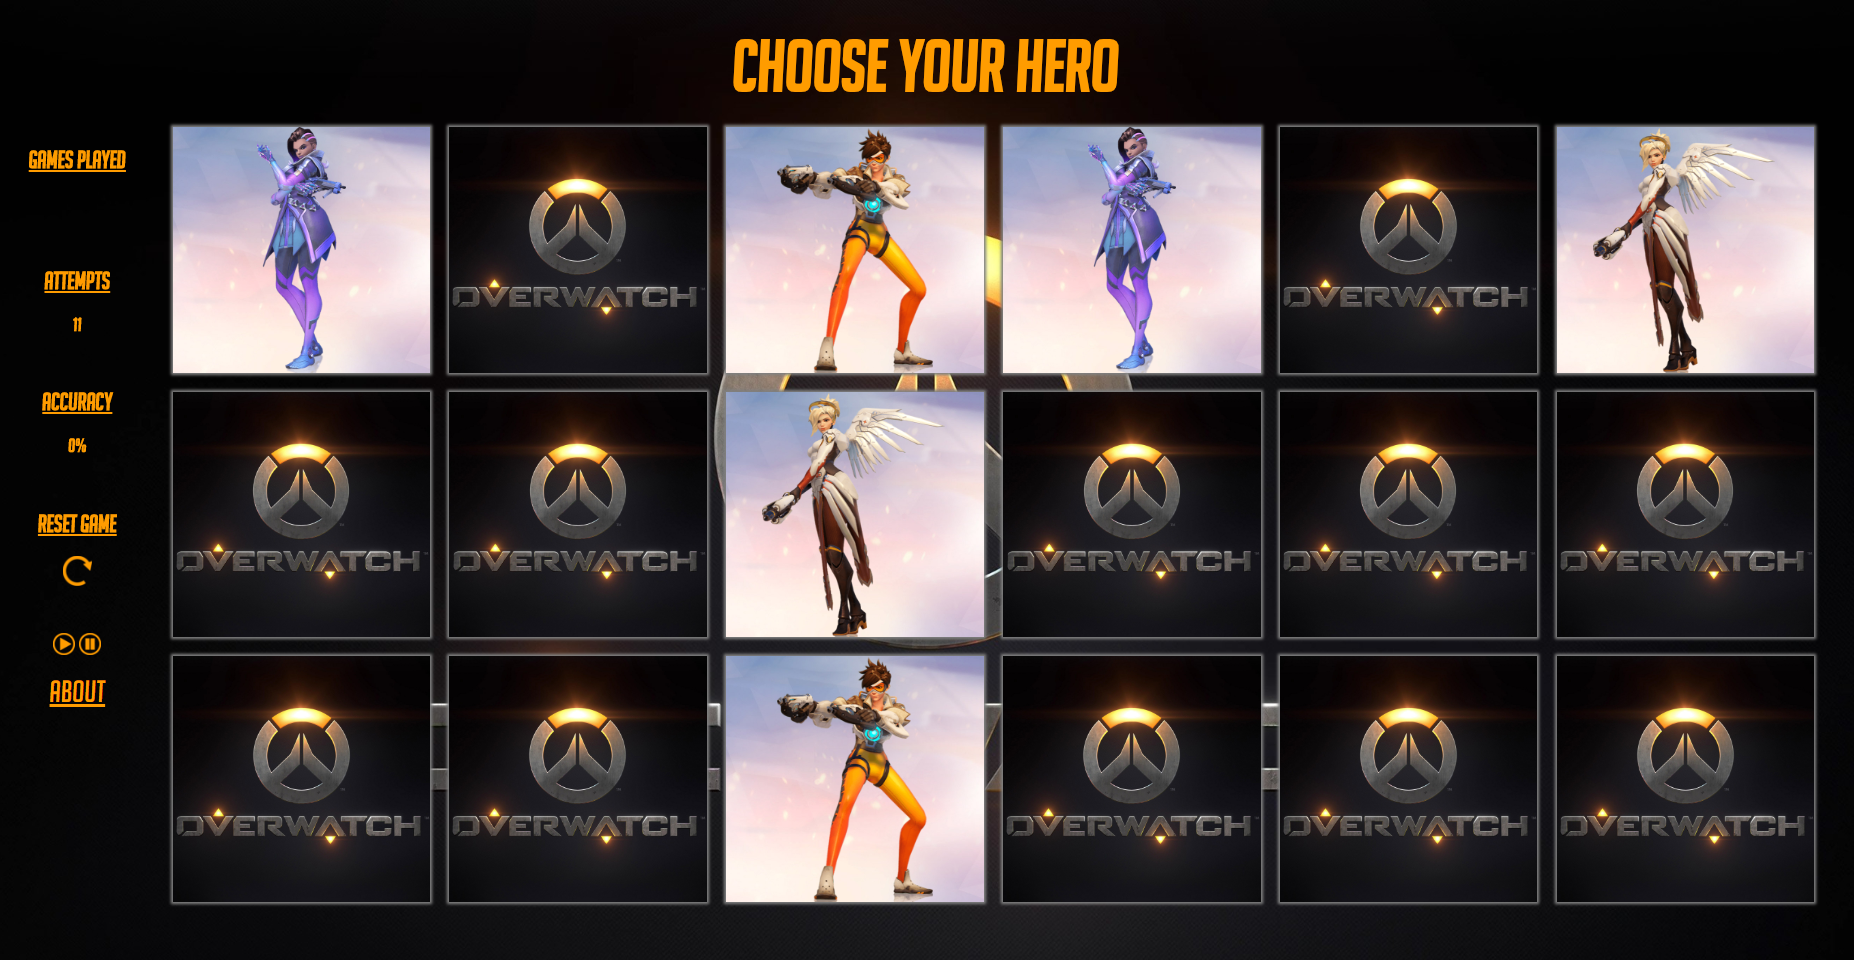 CHOOSE YOUR HERO
GAMES PLAYED
ATTEMPTS
11
ACCURACY
0%
RESET GAME
ABOUT
OVERWATCH
OVERWATCH
OVERWATCH
OVERWATCH
OVERWATCH
OVERWATCH
OVERWATCH
OVERWATCH
OVERWATCH
OVERWATCH
OVERWATCH
OVERWATCH